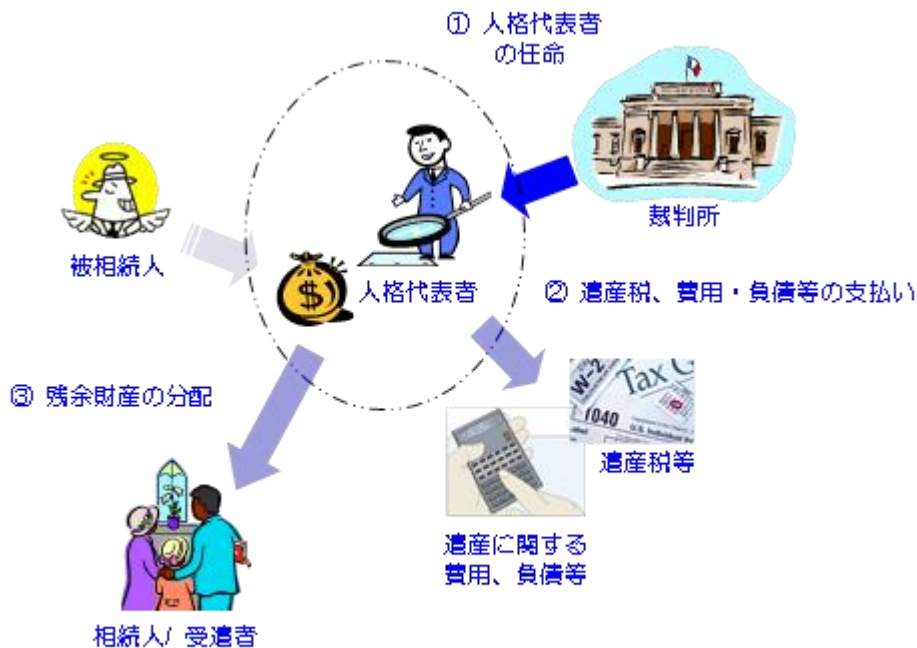 ① 人格代表者
の任命
裁判所
被相続人
人格代表者
$
② 遺産税、費用・負債等の支払い
③ 残余財産の分配
W-2
Tax
1040
U.S. Individual
遺産税等
遺産に関する
費用、負債等
相続人/ 受遺者